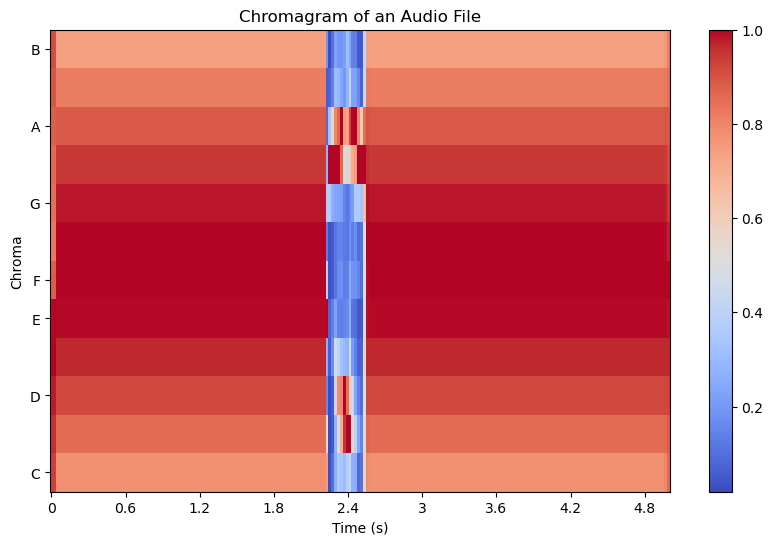 Chromagram of an Audio File
B
A
G
F
E
D
C
Chroma
0 0.6 1.2 1.8 2.4 3 3.6 4.2 4.8
Time (s)
1.0
0.8
0.6
0.4
0.2